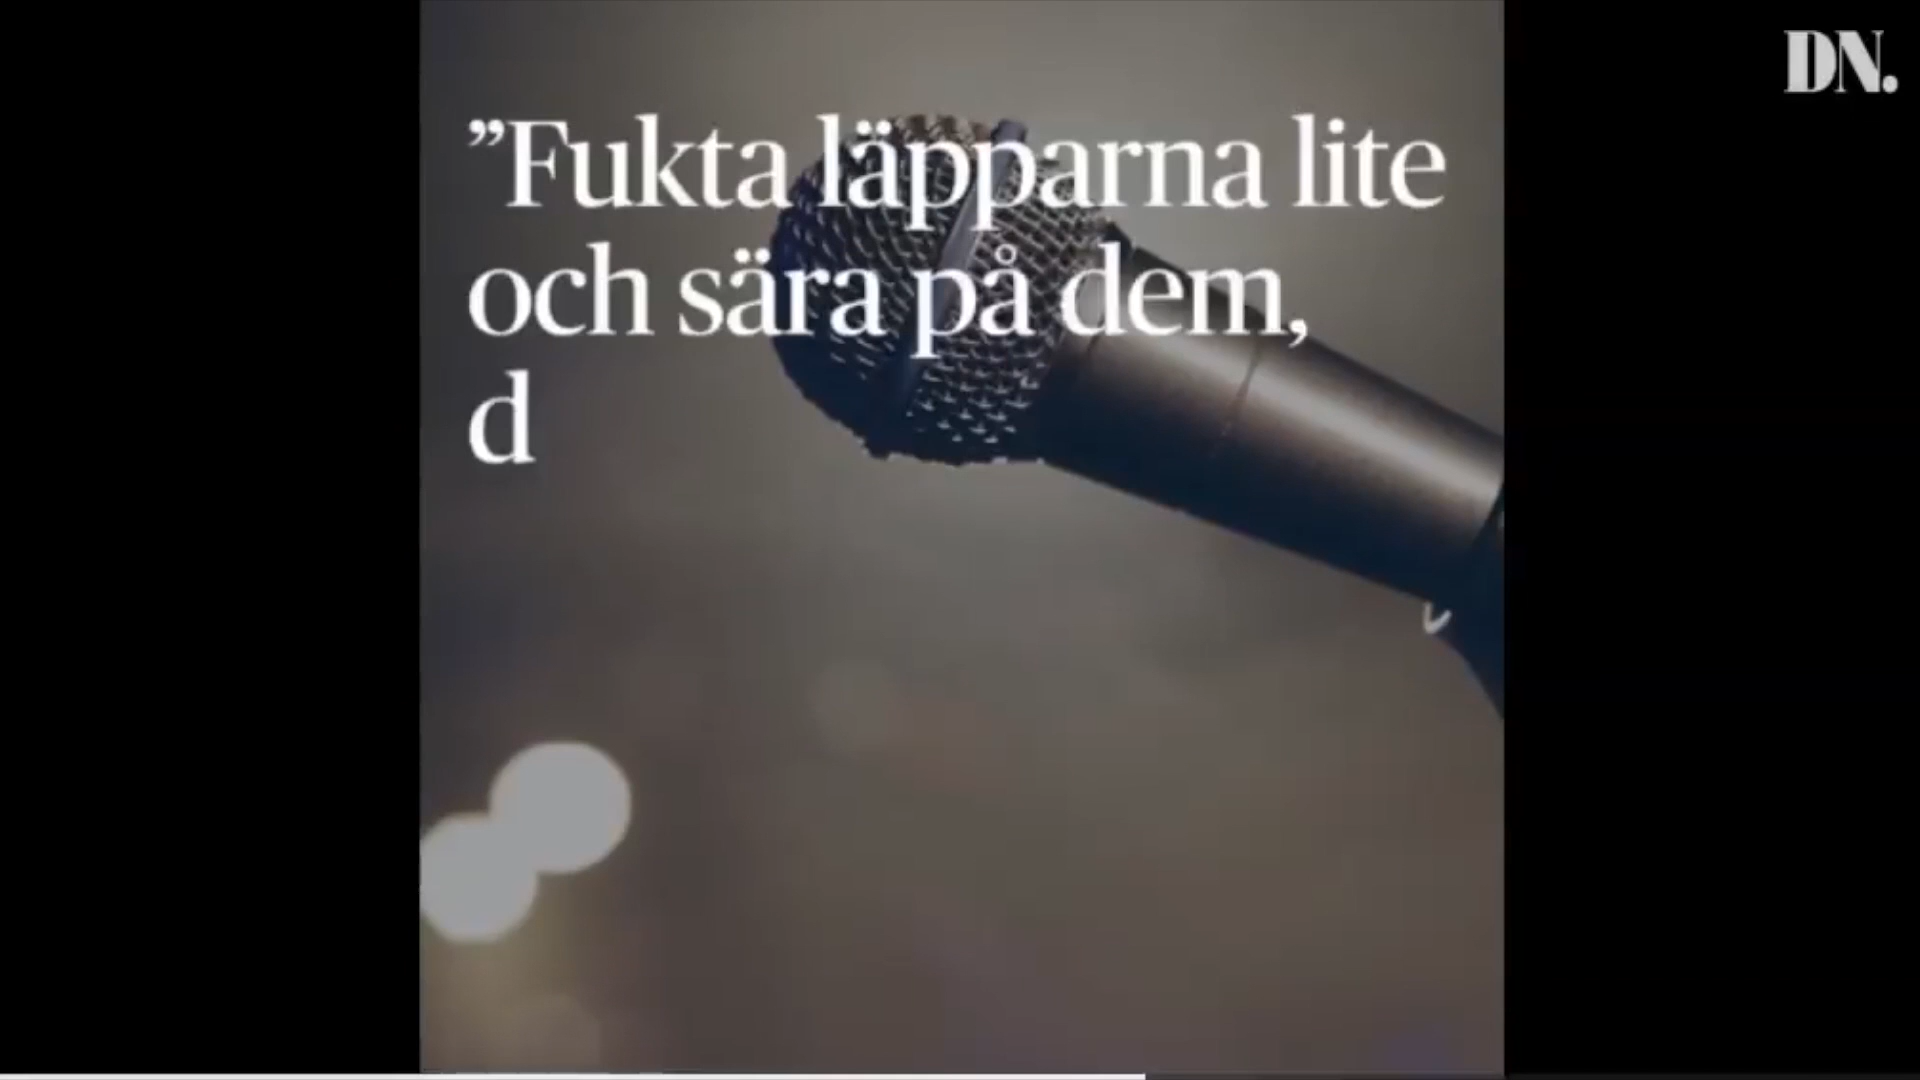 DN.
”Fukta läpparna lite
och sära på dem,
d